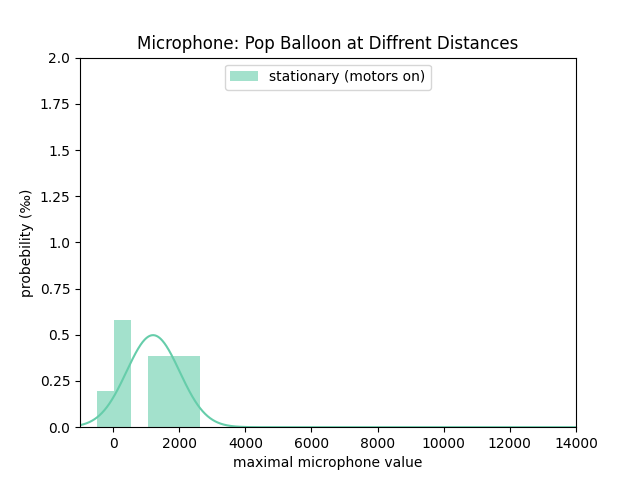 Microphone: Pop Balloon at Diffrent Distances
stationary (motors on)
probebility (‰)
2.0
1.75
1.5
1.25
1.0
0.75
0.5
0.25
0.0
0 2000 4000 6000 8000 10000 12000 14000
maximal microphone value